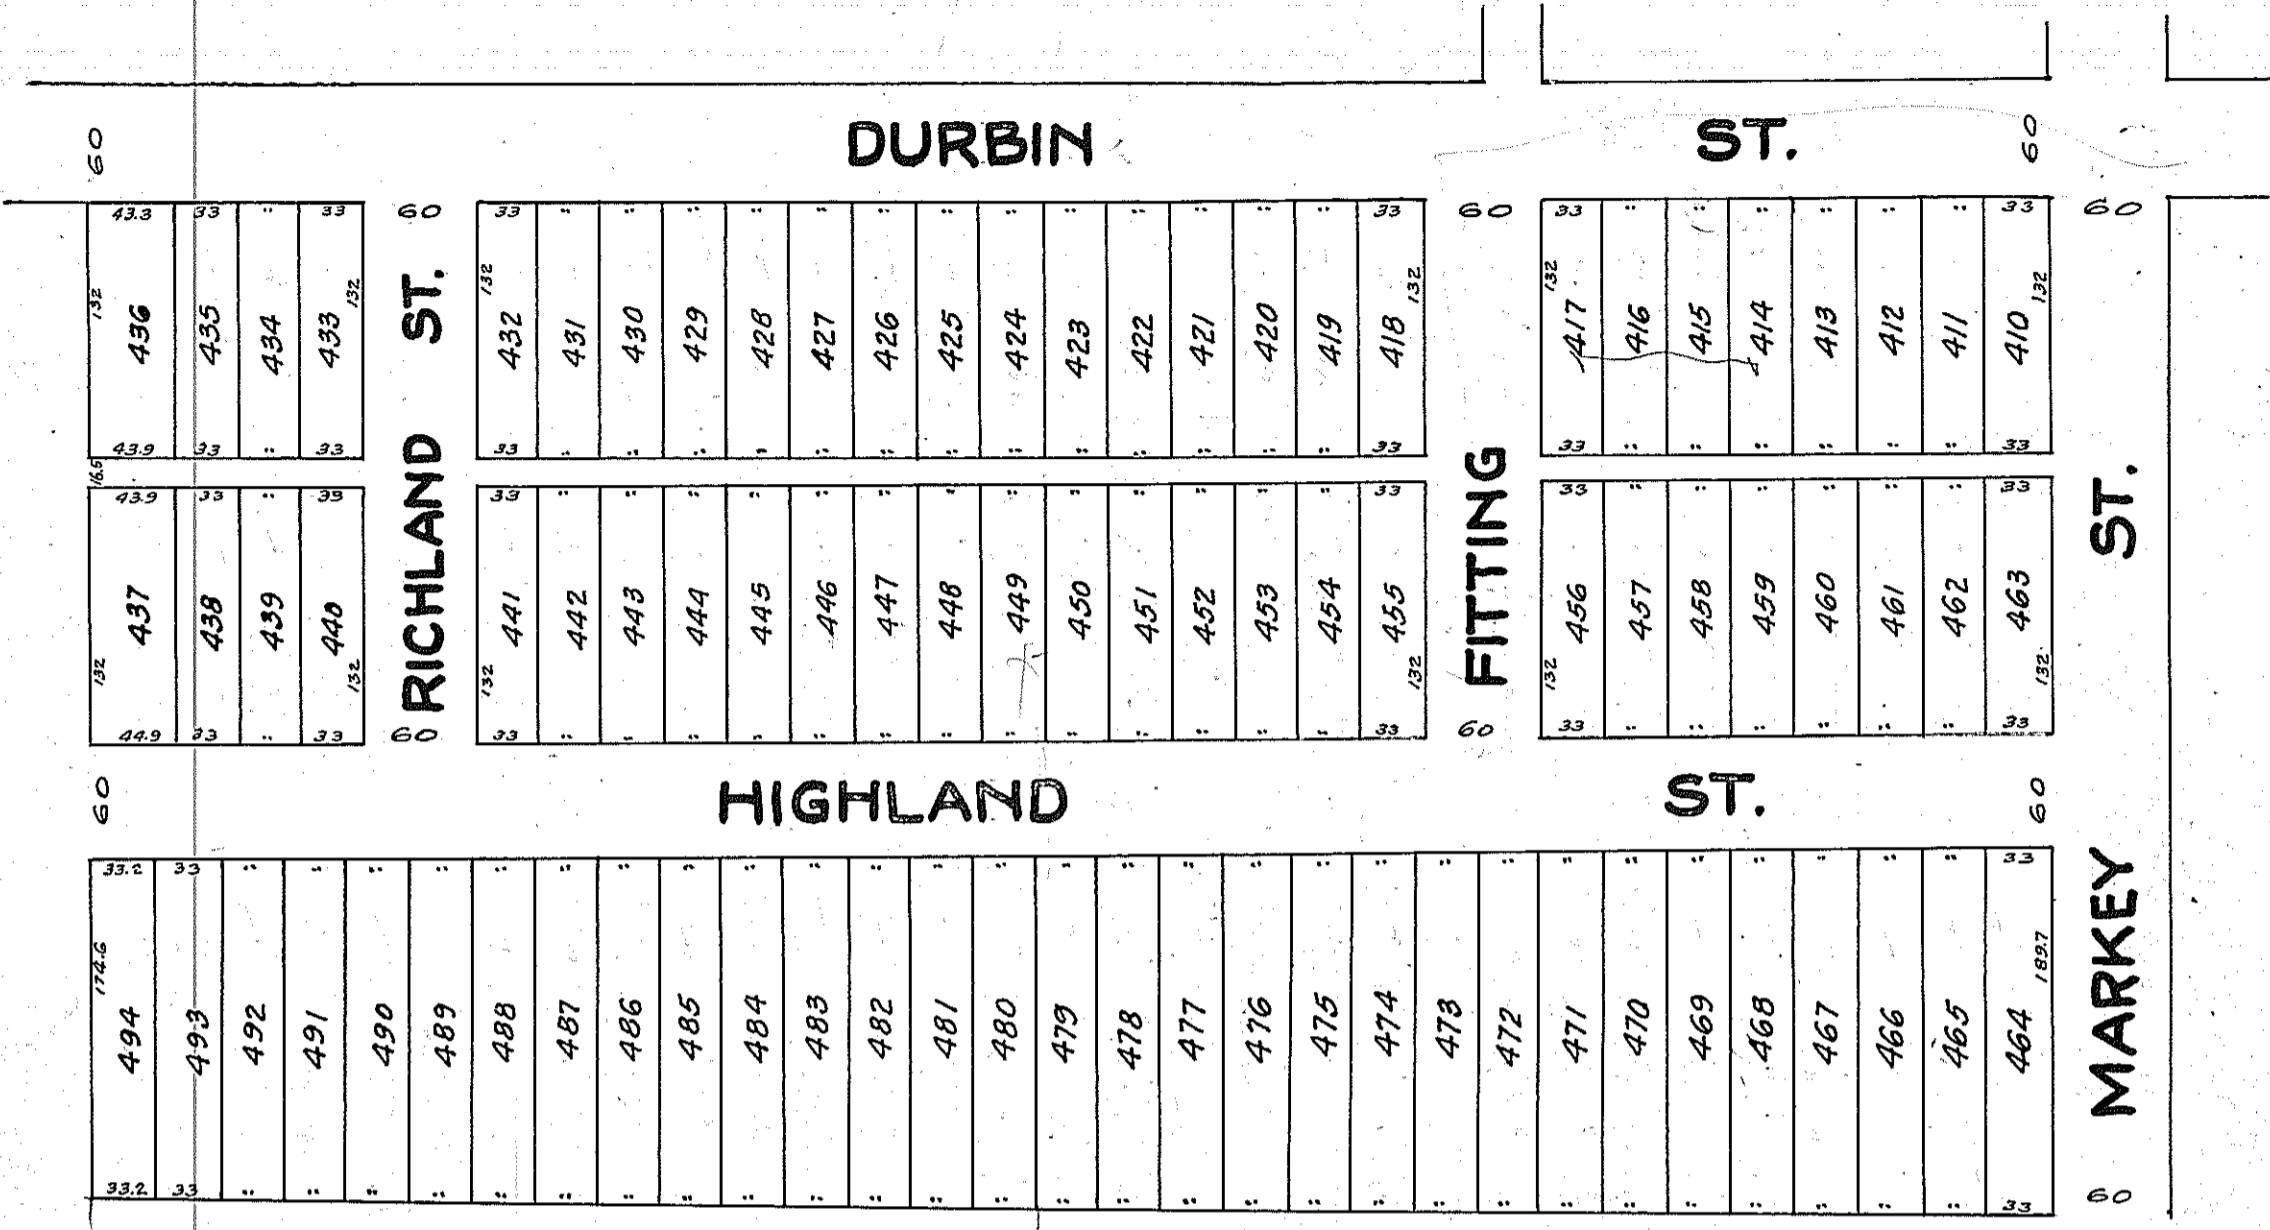 60 DURBIN ST. 60
43.3 33 " 33 60 33 " " " " " " " " " " " " " 33 60 33 " " " " " " 33 60
132 132 132 132 132 132
436 435 434 433 ST. 432 431 430 429 428 427 426 425 424 423 422 421 420 419 418 417 416 415 414 413 412 411 410
43.9 33 " 33 33 " " " " " " " " " " " " " 33 33 " " " " " " 33
16.5
43.9 33 " 33 33 " " " " " " " " " " " " " 33 33 " " " " " " 33
RICHLAND FITTING ST.
437 438 439 440 441 442 443 444 445 446 447 448 449 450 451 452 453 454 455 456 457 458 459 460 461 462 463
132 132 132 132 132 132
44.9 33 " 33 60 33 " " " " " " " " " " " " " 33 60 33 " " " " " " 33
60 HIGHLAND ST. 60
33.2 33 " " " " " " " " " " " " " " " " " " " " " " " " " " " " 33
174.6 189.7 MARKEY
494 493 492 491 490 489 488 487 486 485 484 483 482 481 480 479 478 477 476 475 474 473 472 471 470 469 468 467 466 465 464
33.2 33 " " " " " " " " " " " " " " " " " " " " " " " " " " " " 33 60